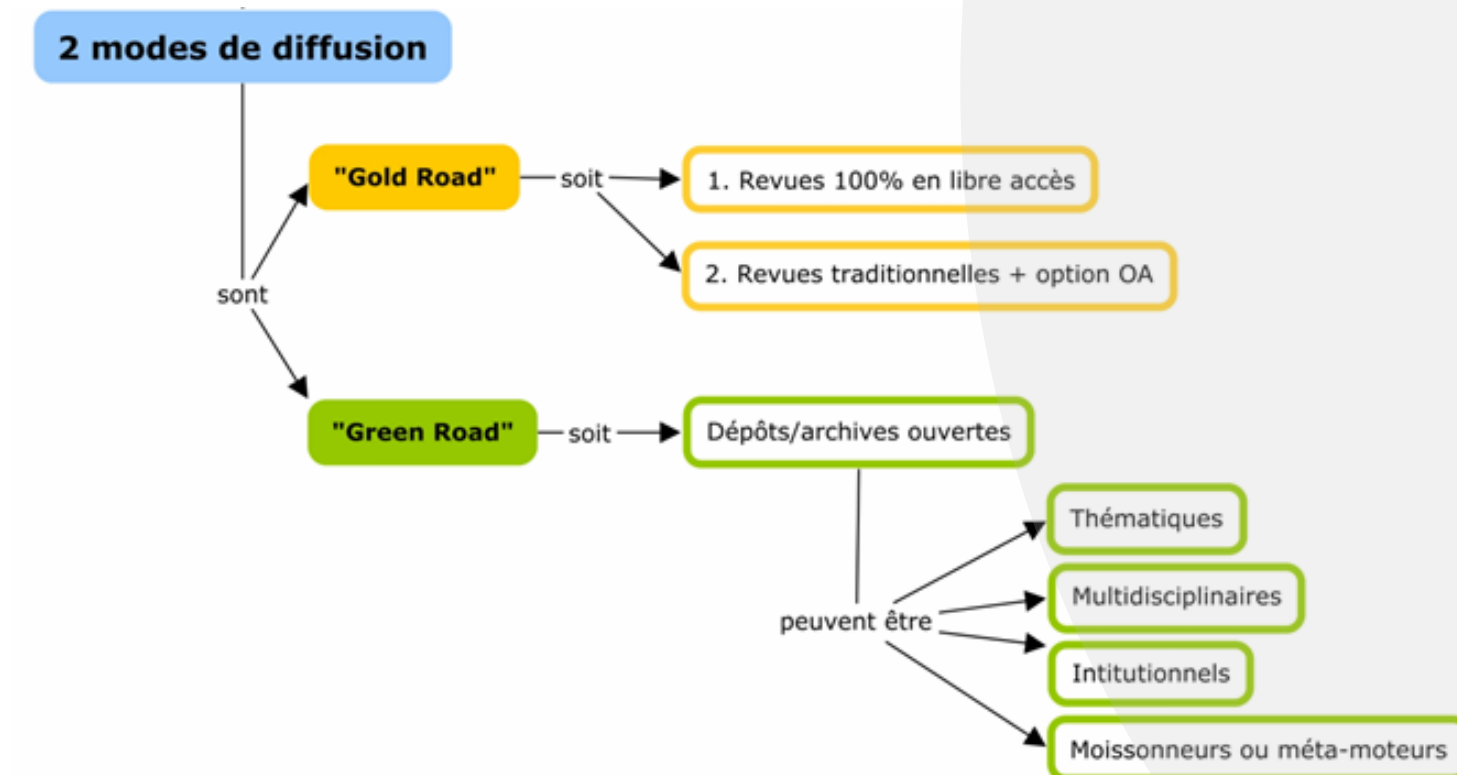 2 modes de diffusion
"Gold Road"
soit
1. Revues 100% en libre accès
2. Revues traditionnelles + option OA
sont
"Green Road"
soit
Dépôts/archives ouvertes
Thématiques
Multidisciplinaires
peuvent être
Intitutionnels
Moissonneurs ou méta-moteurs